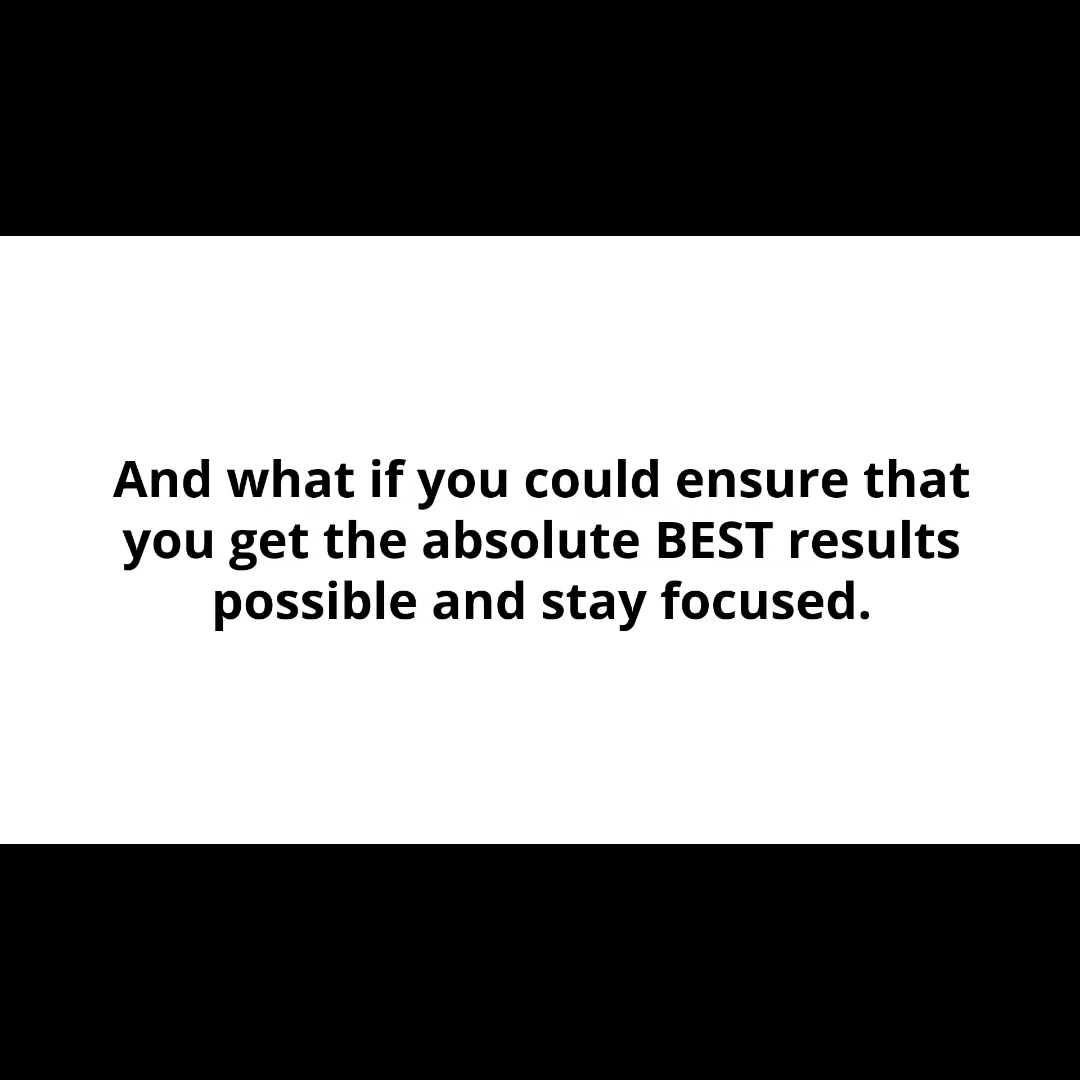 And what if you could ensure that
you get the absolute BEST results
possible and stay focused.